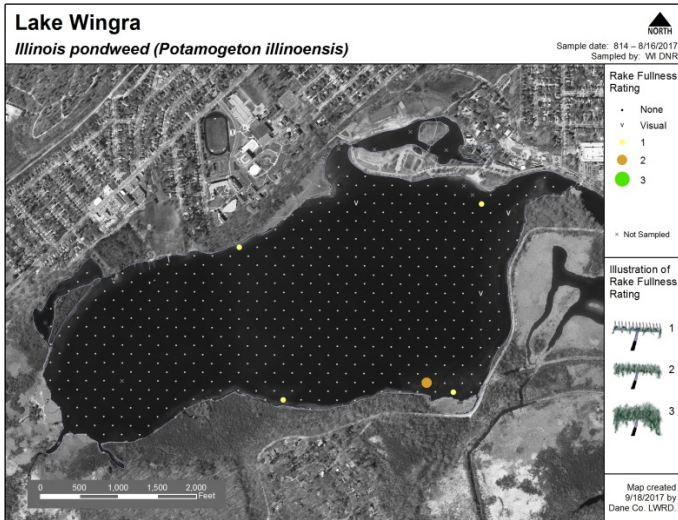 Lake Wingra
Illinois pondweed (Potamogeton illinoensis)
NORTH
Sample date: 814 – 8/16/2017
Sampled by: WI DNR
Rake Fullness
Rating
None
v Visual
1
2
3
× Not Sampled
Illustration of
Rake Fullness
Rating
1
2
3
0 500 1,000 1,500 2,000
Feet
Map created
9/18/2017 by
Dane Co. LWRD.